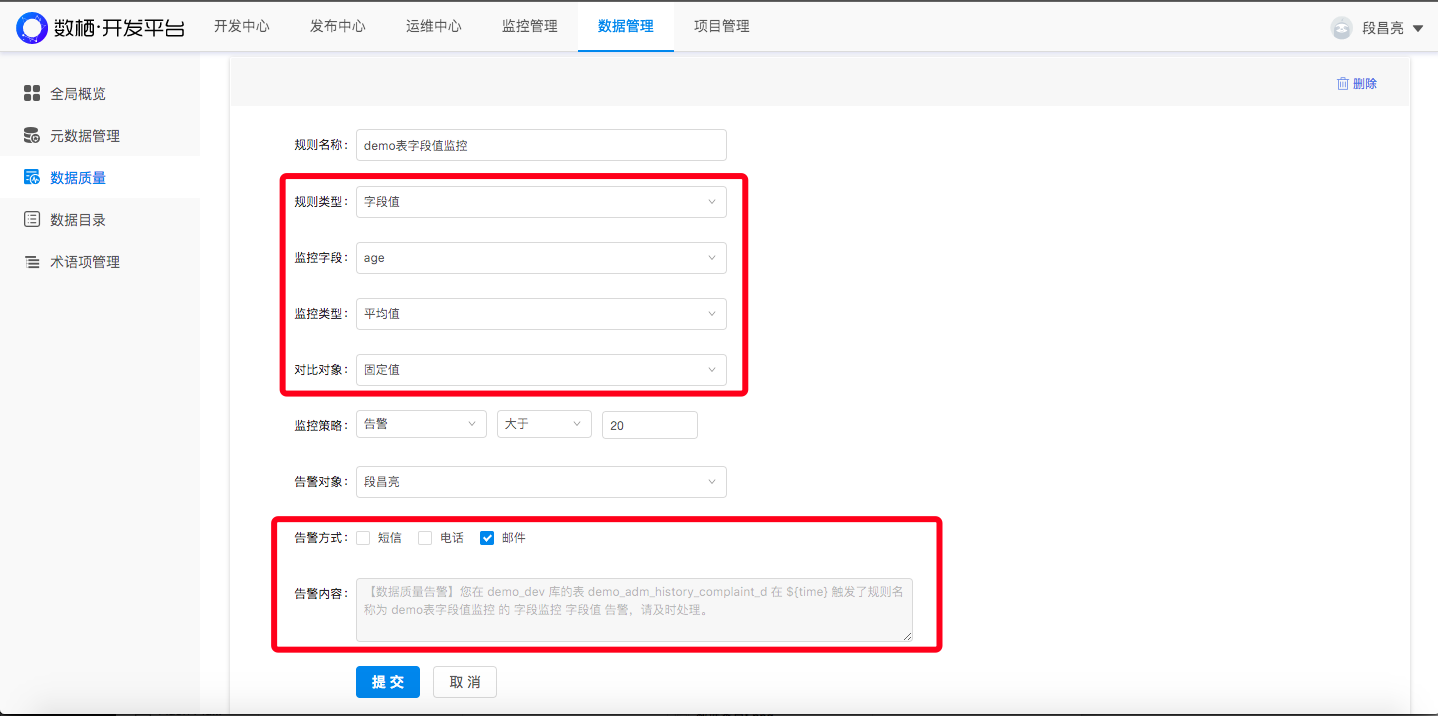 数栖·开发平台 开发中心 发布中心 运维中心 监控管理 数据管理 项目管理 段昌亮
全局概览
元数据管理
数据质量
数据目录
术语项管理
删除
规则名称: demo表字段值监控
规则类型: 字段值
监控字段: age
监控类型: 平均值
对比对象: 固定值
监控策略: 告警 大于 20
告警对象: 段昌亮
告警方式: 短信 电话 邮件
告警内容: 【数据质量告警】您在 demo_dev 库的表 demo_adm_history_complaint_d 在 ${time} 触发了规则名
称为 demo表字段值监控 的 字段监控 字段值 告警，请及时处理。
提交 取消